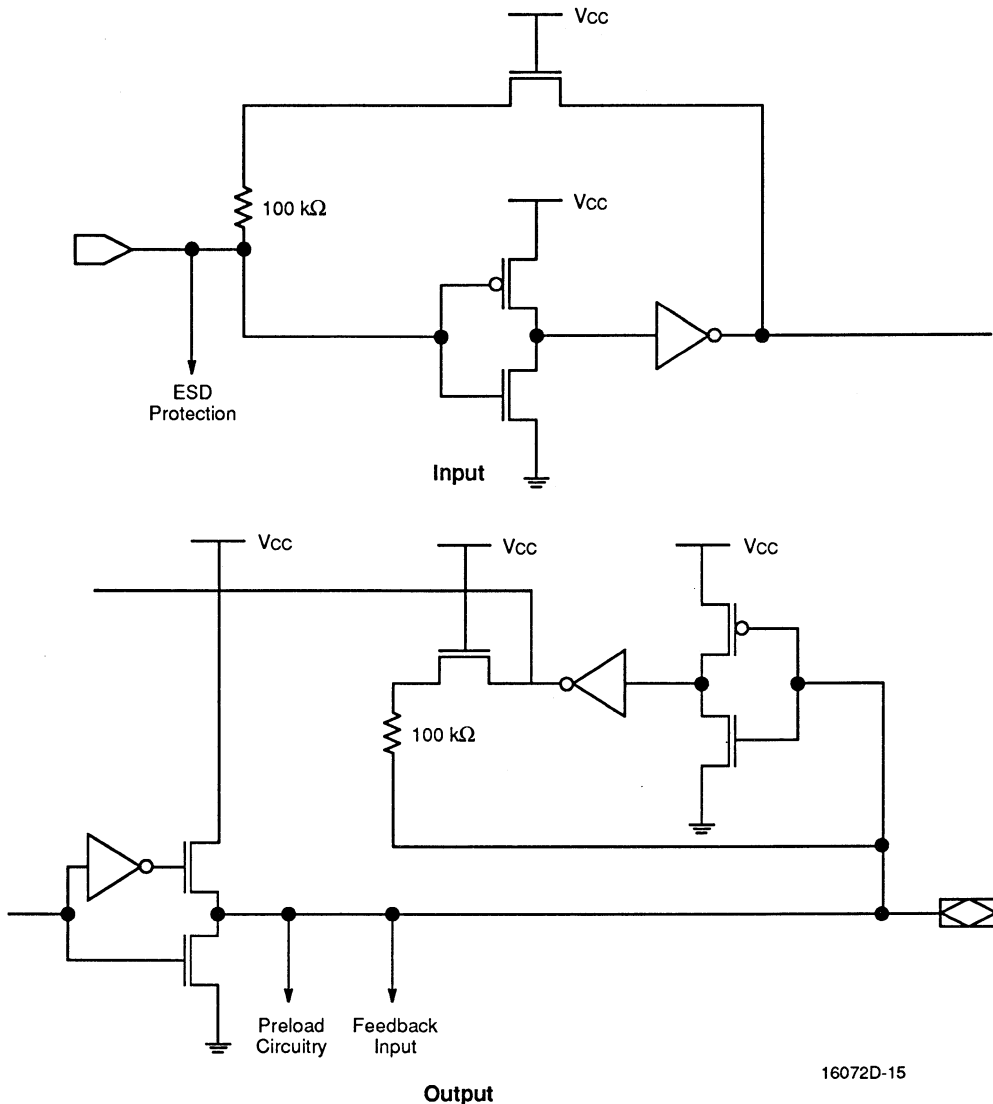 VCC
100 kΩ
VCC
ESD
Protection
Input
VCC
VCC
VCC
100 kΩ
Preload
Circuitry
Feedback
Input
16072D-15
Output